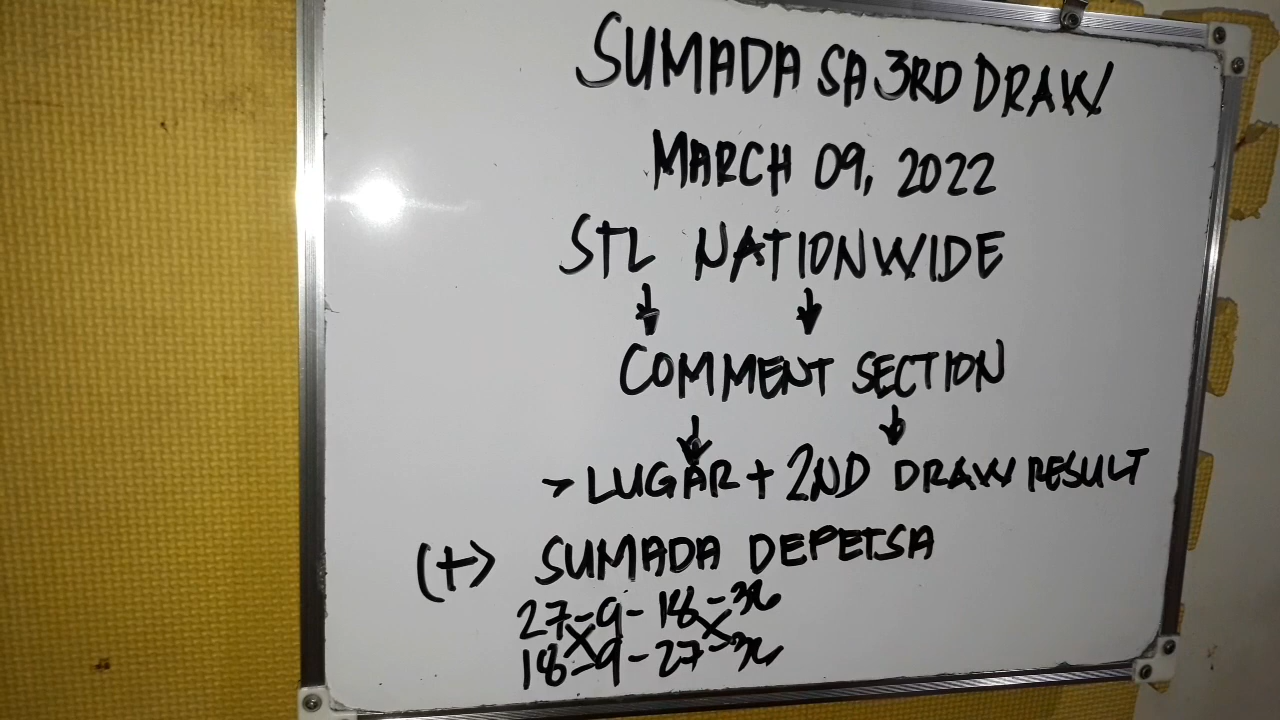 SUMADA SA 3RD DRAW
MARCH 09, 2022
STL NATIONWIDE
COMMENT SECTION
> LUGAR + 2ND DRAW RESULT
(+) SUMADA DEPETSA
27-9-18-36
18-9-27-36